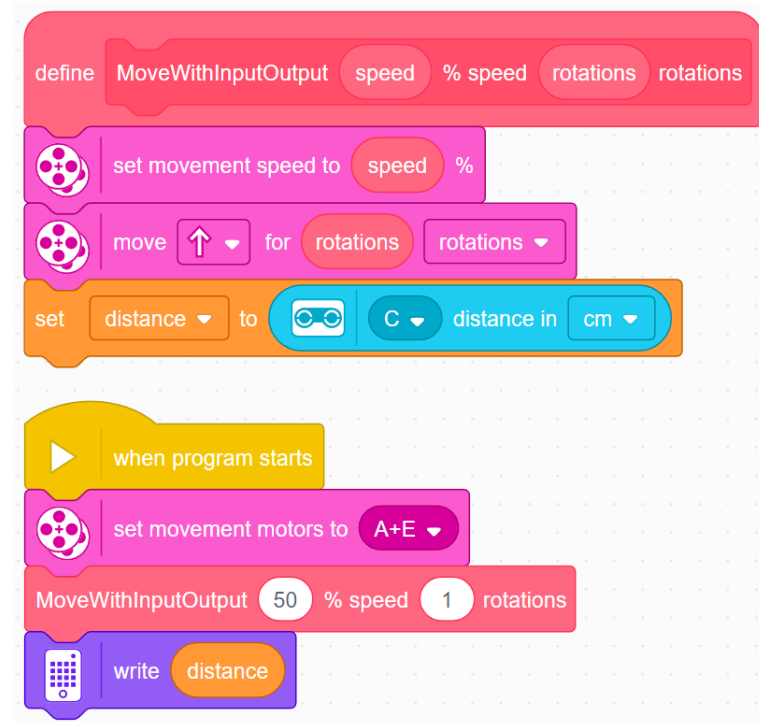 define MoveWithInputOutput speed % speed rotations rotations
set movement speed to speed %
move for rotations rotations
set distance to C distance in cm
when program starts
set movement motors to A+E
MoveWithInputOutput 50 % speed 1 rotations
write distance